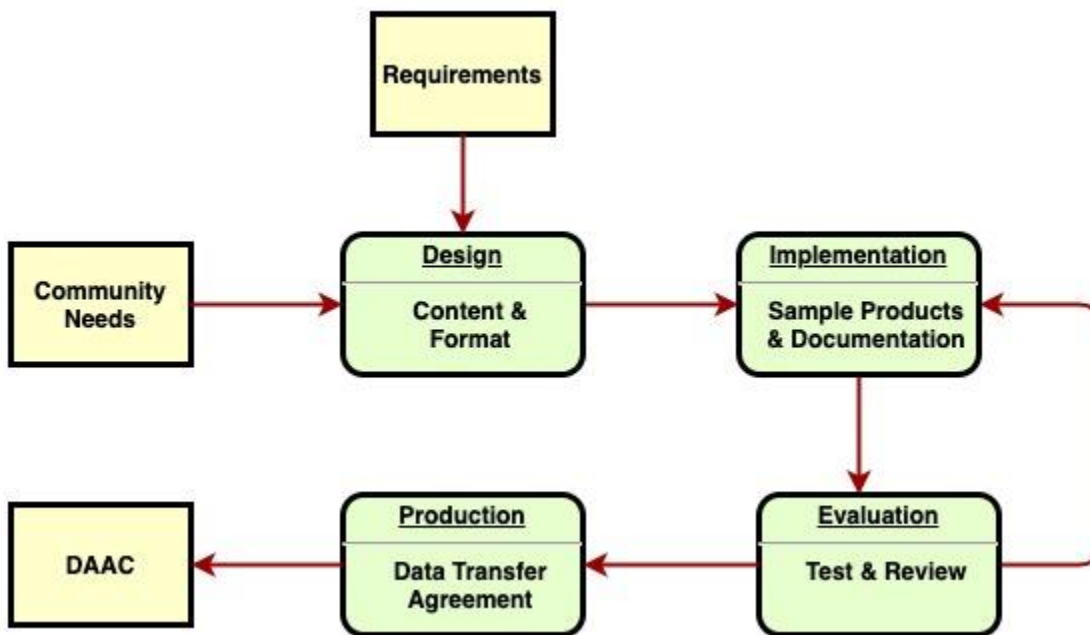 Requirements
Community
Needs
Design
Content &
Format
Implementation
Sample Products
& Documentation
DAAC
Production
Data Transfer
Agreement
Evaluation
Test & Review